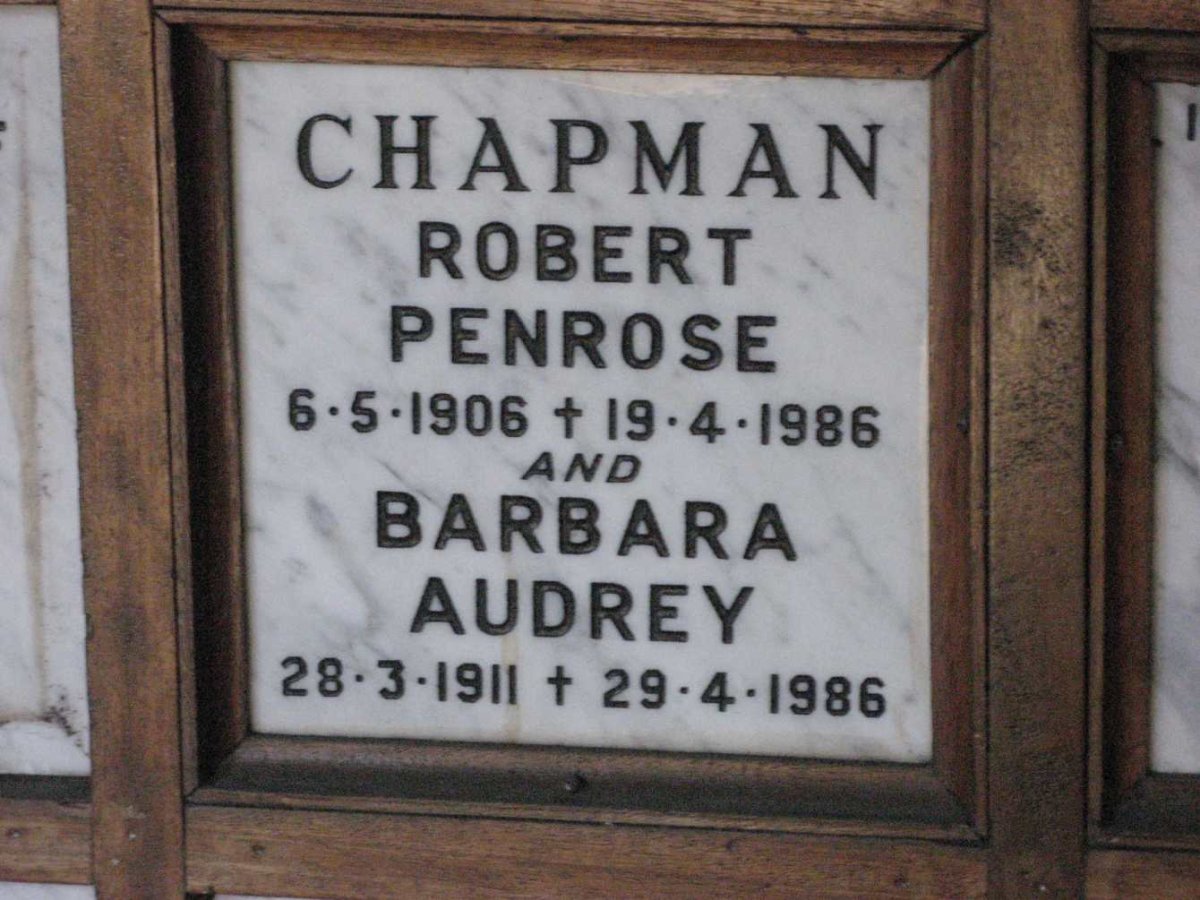 CHAPMAN
ROBERT
PENROSE
6·5·1906 † 19·4·1986
AND
BARBARA
AUDREY
28·3·1911 † 29·4·1986